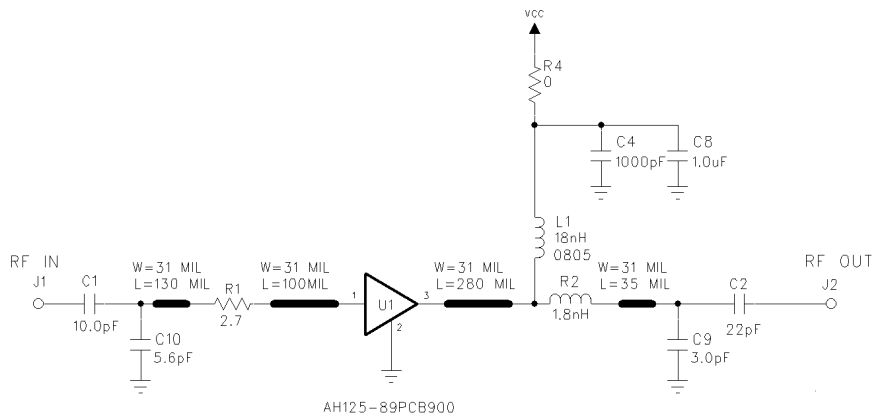 VCC
R4
0
C4
1000pF
C8
1.0uF
L1
18nH
0805
RF IN
J1
C1
10.0pF
W=31 MIL
L=130 MIL
R1
2.7
W=31 MIL
L=100MIL
1
U1
3
2
W=31 MIL
L=280 MIL
R2
1.8nH
W=31 MIL
L=35 MIL
C2
22pF
RF OUT
J2
C10
5.6pF
C9
3.0pF
AH125-89PCB900